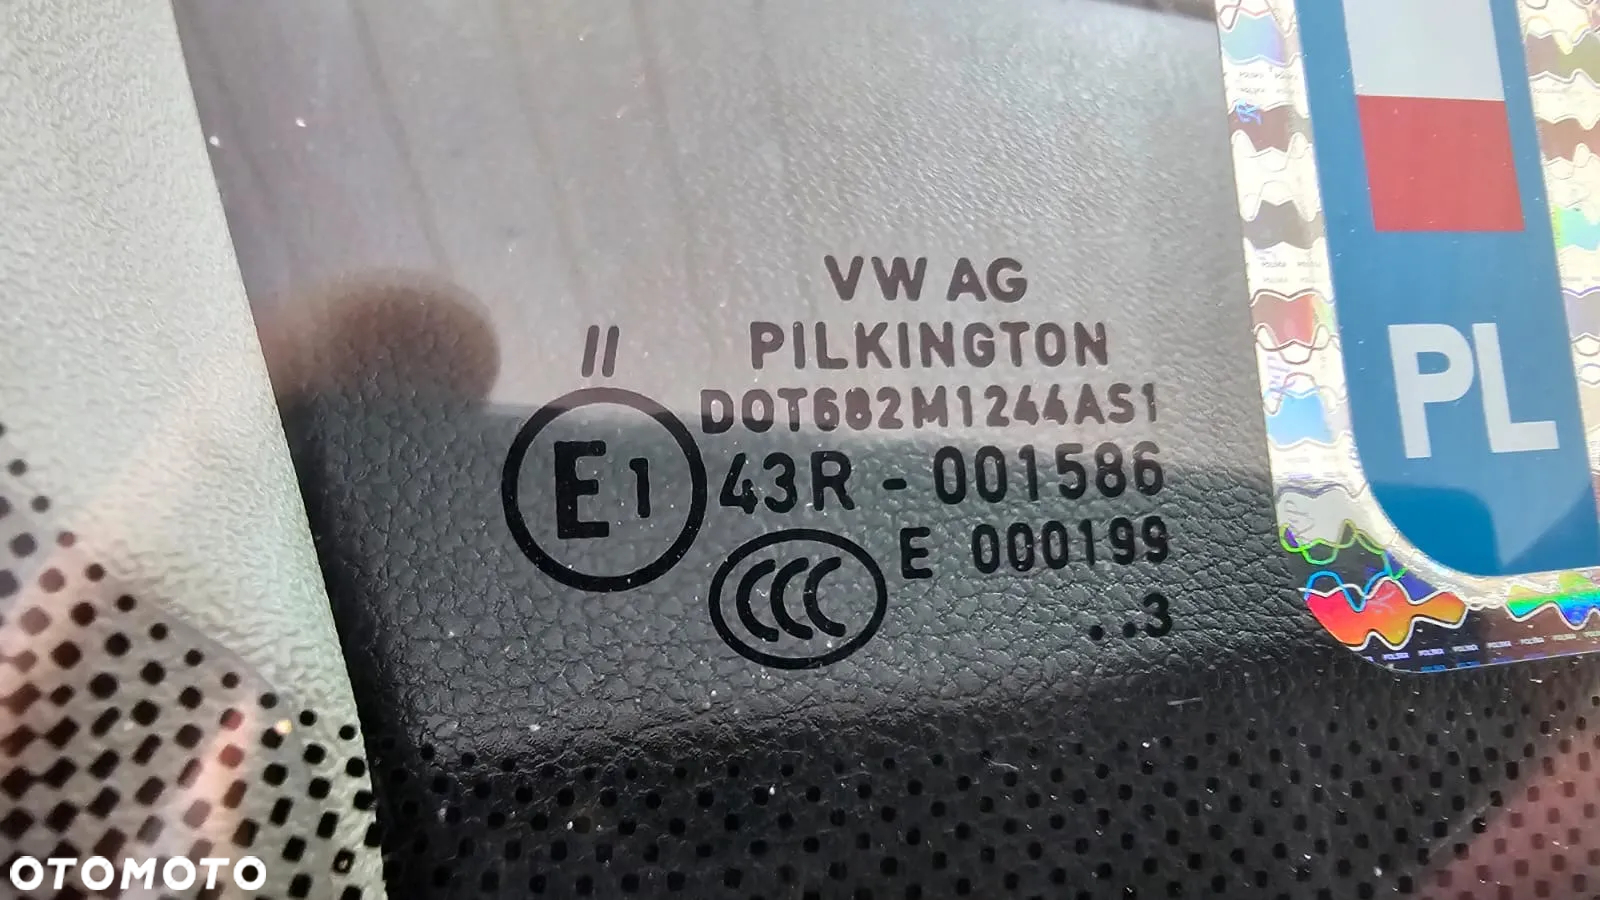 VW AG
II PILKINGTON
DOT682M1244AS1
E1 43R - 001586
E 000199
CCC
..3
PL
OTOMOTO